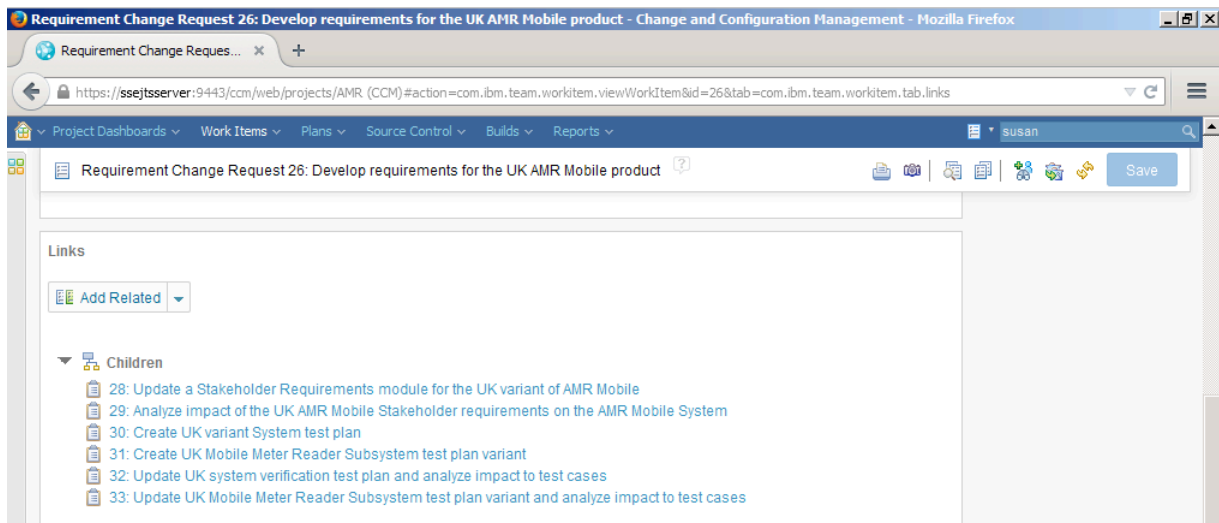 Requirement Change Request 26: Develop requirements for the UK AMR Mobile product - Change and Configuration Management - Mozilla Firefox
Requirement Change Reques... × +
https://ssejtsserver:9443/ccm/web/projects/AMR (CCM)#action=com.ibm.team.workitem.viewWorkItem&id=26&tab=com.ibm.team.workitem.tab.links
Project Dashboards Work Items Plans Source Control Builds Reports susan
Requirement Change Request 26: Develop requirements for the UK AMR Mobile product ? Save
Links
Add Related
Children
28: Update a Stakeholder Requirements module for the UK variant of AMR Mobile
29: Analyze impact of the UK AMR Mobile Stakeholder requirements on the AMR Mobile System
30: Create UK variant System test plan
31: Create UK Mobile Meter Reader Subsystem test plan variant
32: Update UK system verification test plan and analyze impact to test cases
33: Update UK Mobile Meter Reader Subsystem test plan variant and analyze impact to test cases